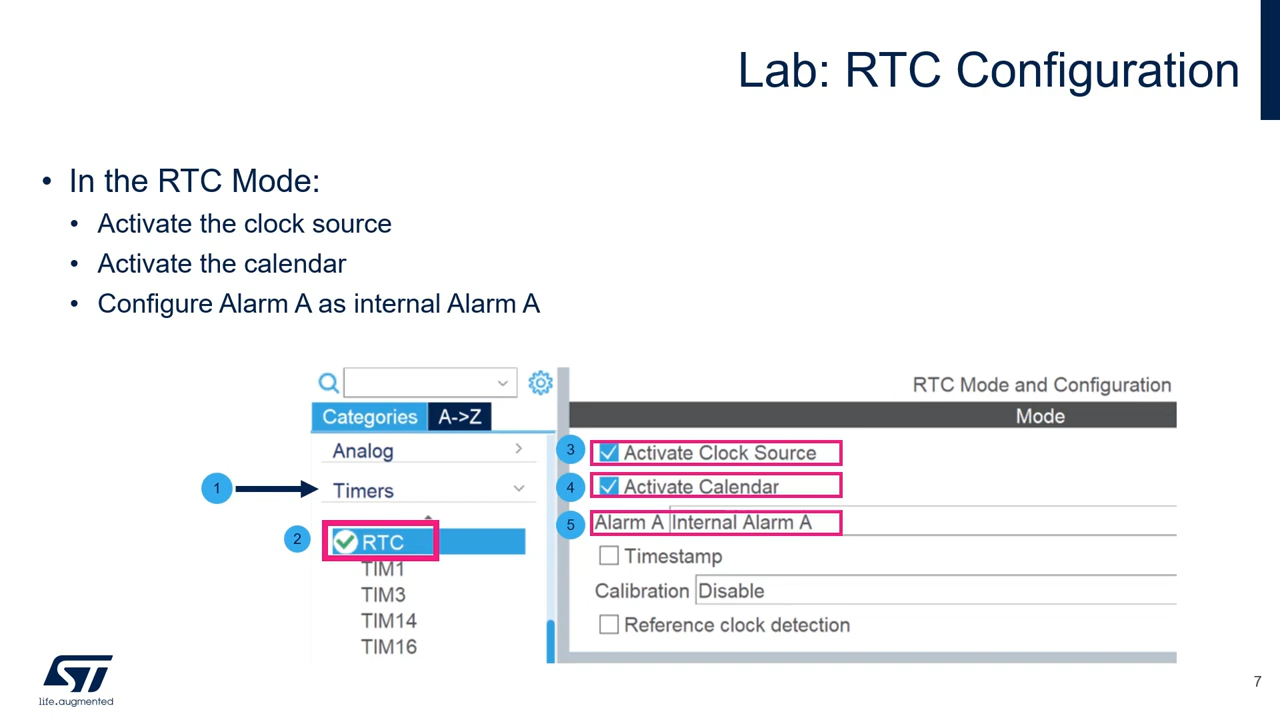 Lab: RTC Configuration
• In the RTC Mode:
• Activate the clock source
• Activate the calendar
• Configure Alarm A as internal Alarm A
RTC Mode and Configuration
Categories A->Z
Mode
Analog
3 Activate Clock Source
1 Timers
4 Activate Calendar
5 Alarm A Internal Alarm A
2 RTC
Timestamp
TIM1
Calibration Disable
TIM3
Reference clock detection
TIM14
TIM16
ST
life.augmented
7